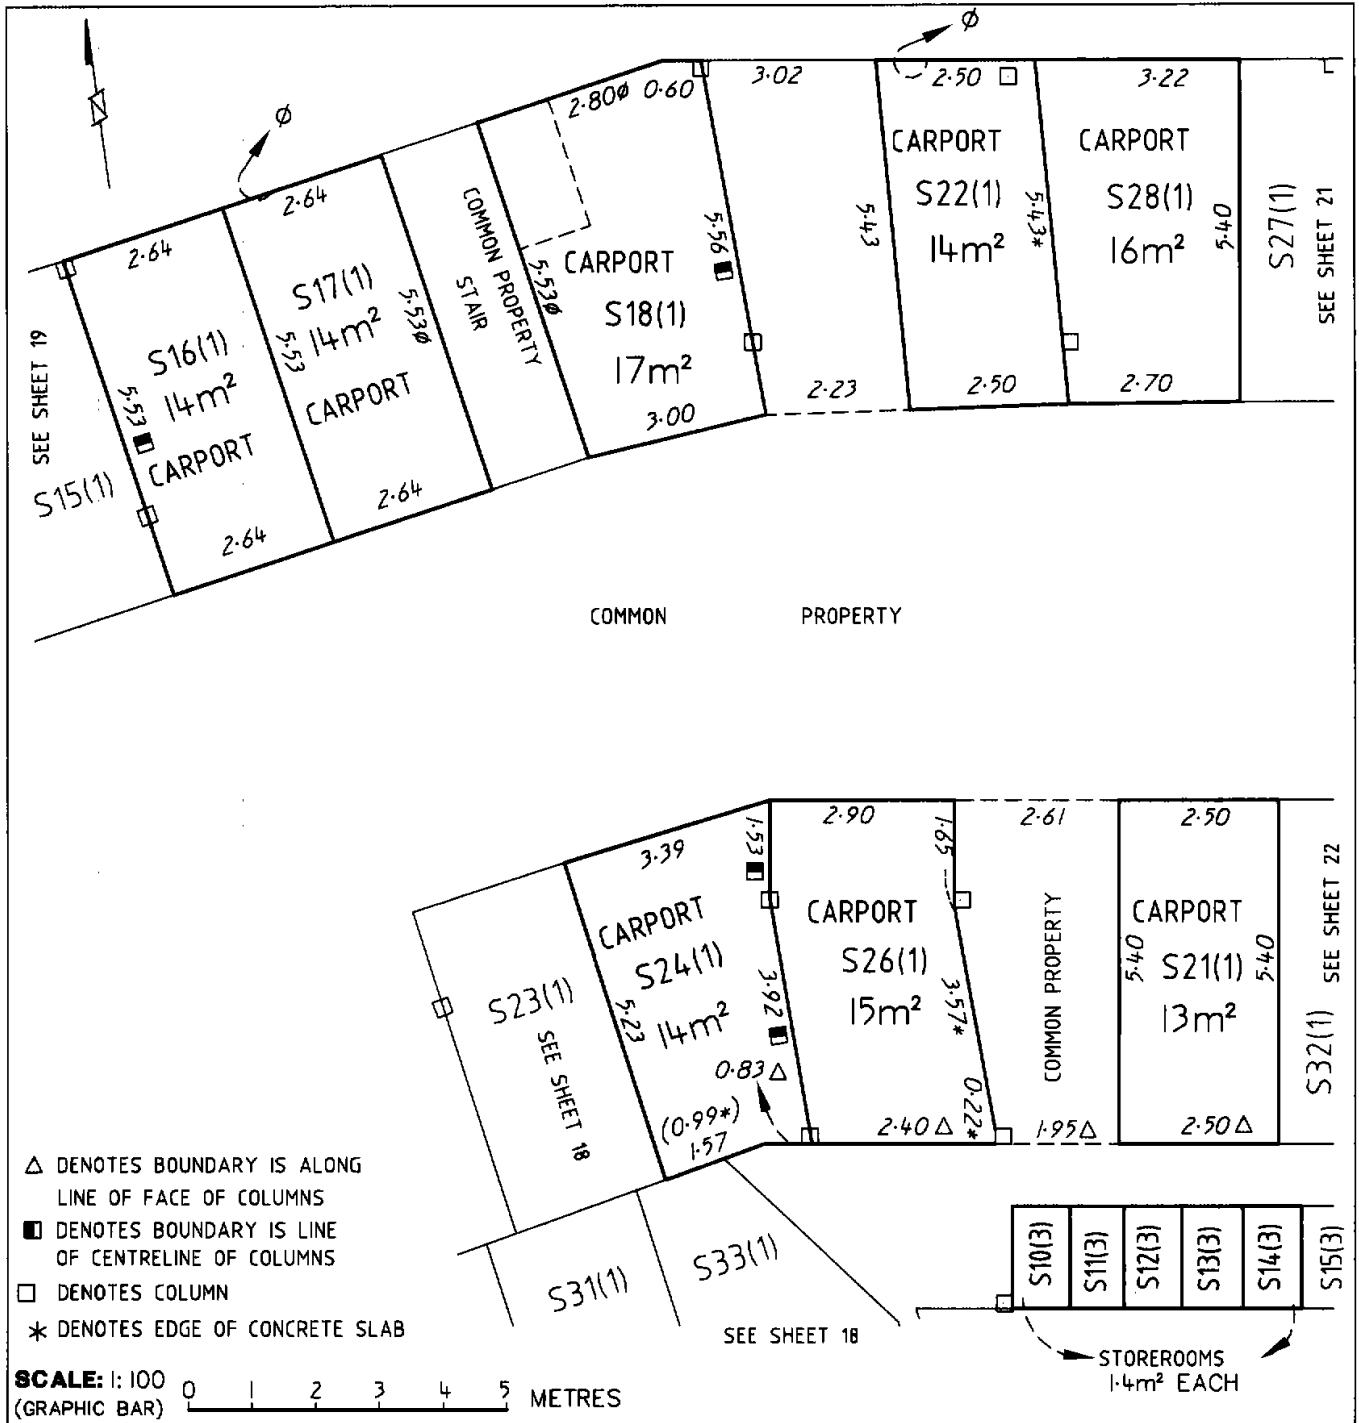 ø
ø
2.80ø 0.60
3.02
2.50
3.22
2.64
2.64
CARPORT
S22(1)
14m²
CARPORT
S28(1)
16m²
5.43
5.43*
5.40
S27(1)
SEE SHEET 21
COMMON PROPERTY
STAIR
CARPORT
S18(1)
17m²
5.56
5.53ø
5.53ø
S17(1)
14m²
CARPORT
5.53
S16(1)
14m²
CARPORT
5.53
SEE SHEET 19
S15(1)
2.64
2.64
3.00
2.23
2.50
2.70
COMMON PROPERTY
3.39
1.53
2.90
1.65
2.61
2.50
CARPORT
S24(1)
14m²
CARPORT
S26(1)
15m²
COMMON PROPERTY
CARPORT
S21(1)
13m²
5.40
5.40
SEE SHEET 22
S32(1)
S23(1)
SEE SHEET 18
5.23
3.92
3.57*
0.83 △
(0.99*)
1.57
2.40 △
0.22*
1.95△
2.50 △
△ DENOTES BOUNDARY IS ALONG
LINE OF FACE OF COLUMNS
DENOTES BOUNDARY IS LINE
OF CENTRELINE OF COLUMNS
□ DENOTES COLUMN
* DENOTES EDGE OF CONCRETE SLAB
S31(1)
S33(1)
SEE SHEET 18
S10(3)
S11(3)
S12(3)
S13(3)
S14(3)
S15(3)
STOREROOMS
1.4m² EACH
SCALE: 1:100
(GRAPHIC BAR)
0 1 2 3 4 5 METRES